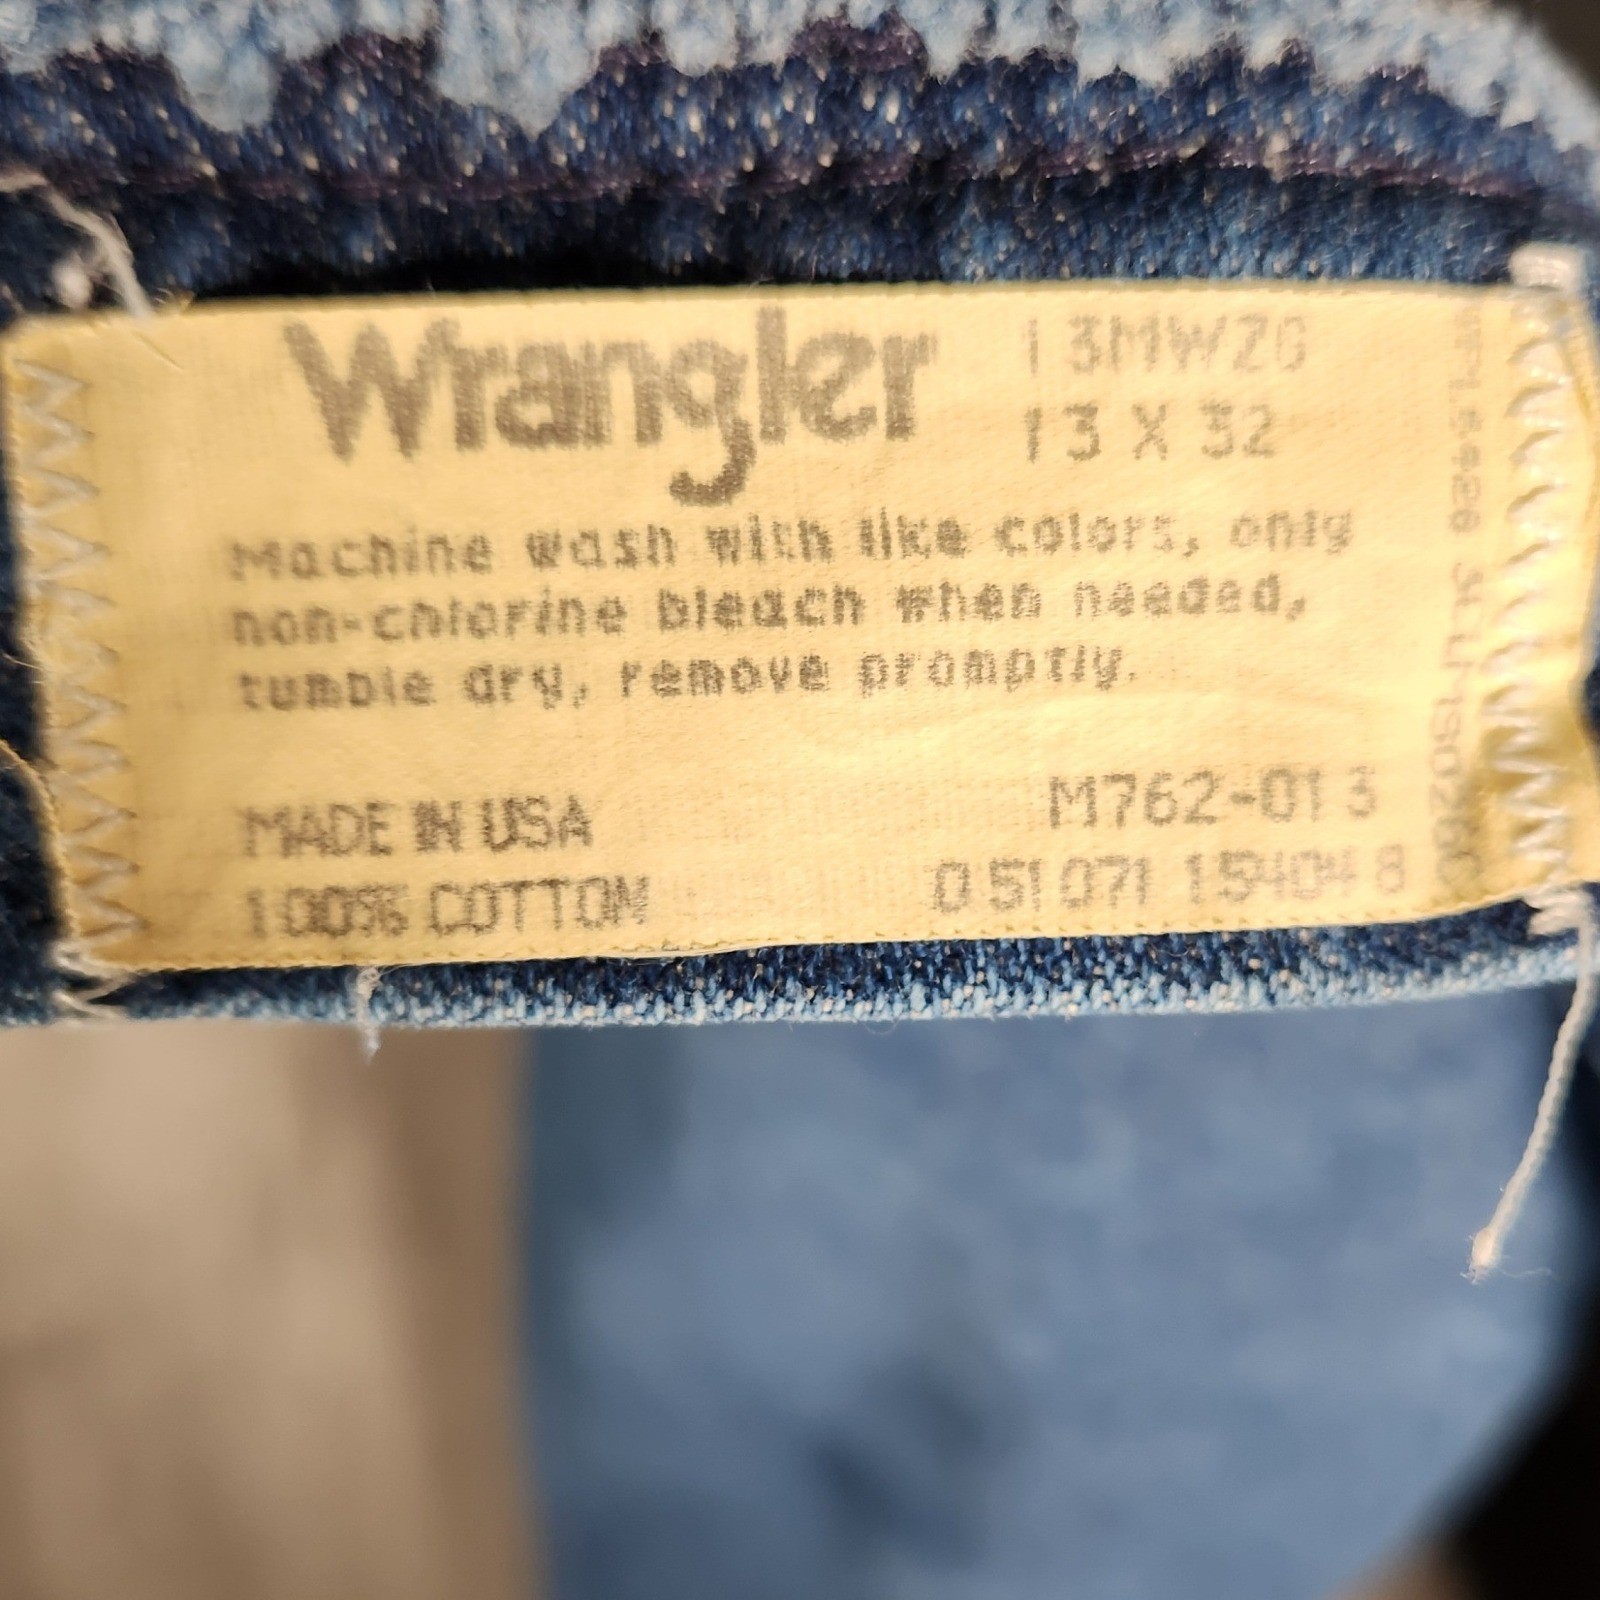 Wrangler
13MWZG
13 X 32
Machine wash with like colors, only
non-chlorine bleach when needed,
tumble dry, remove promptly.
MADE IN USA
100% COTTON
M762-013
0 51071 15404 8